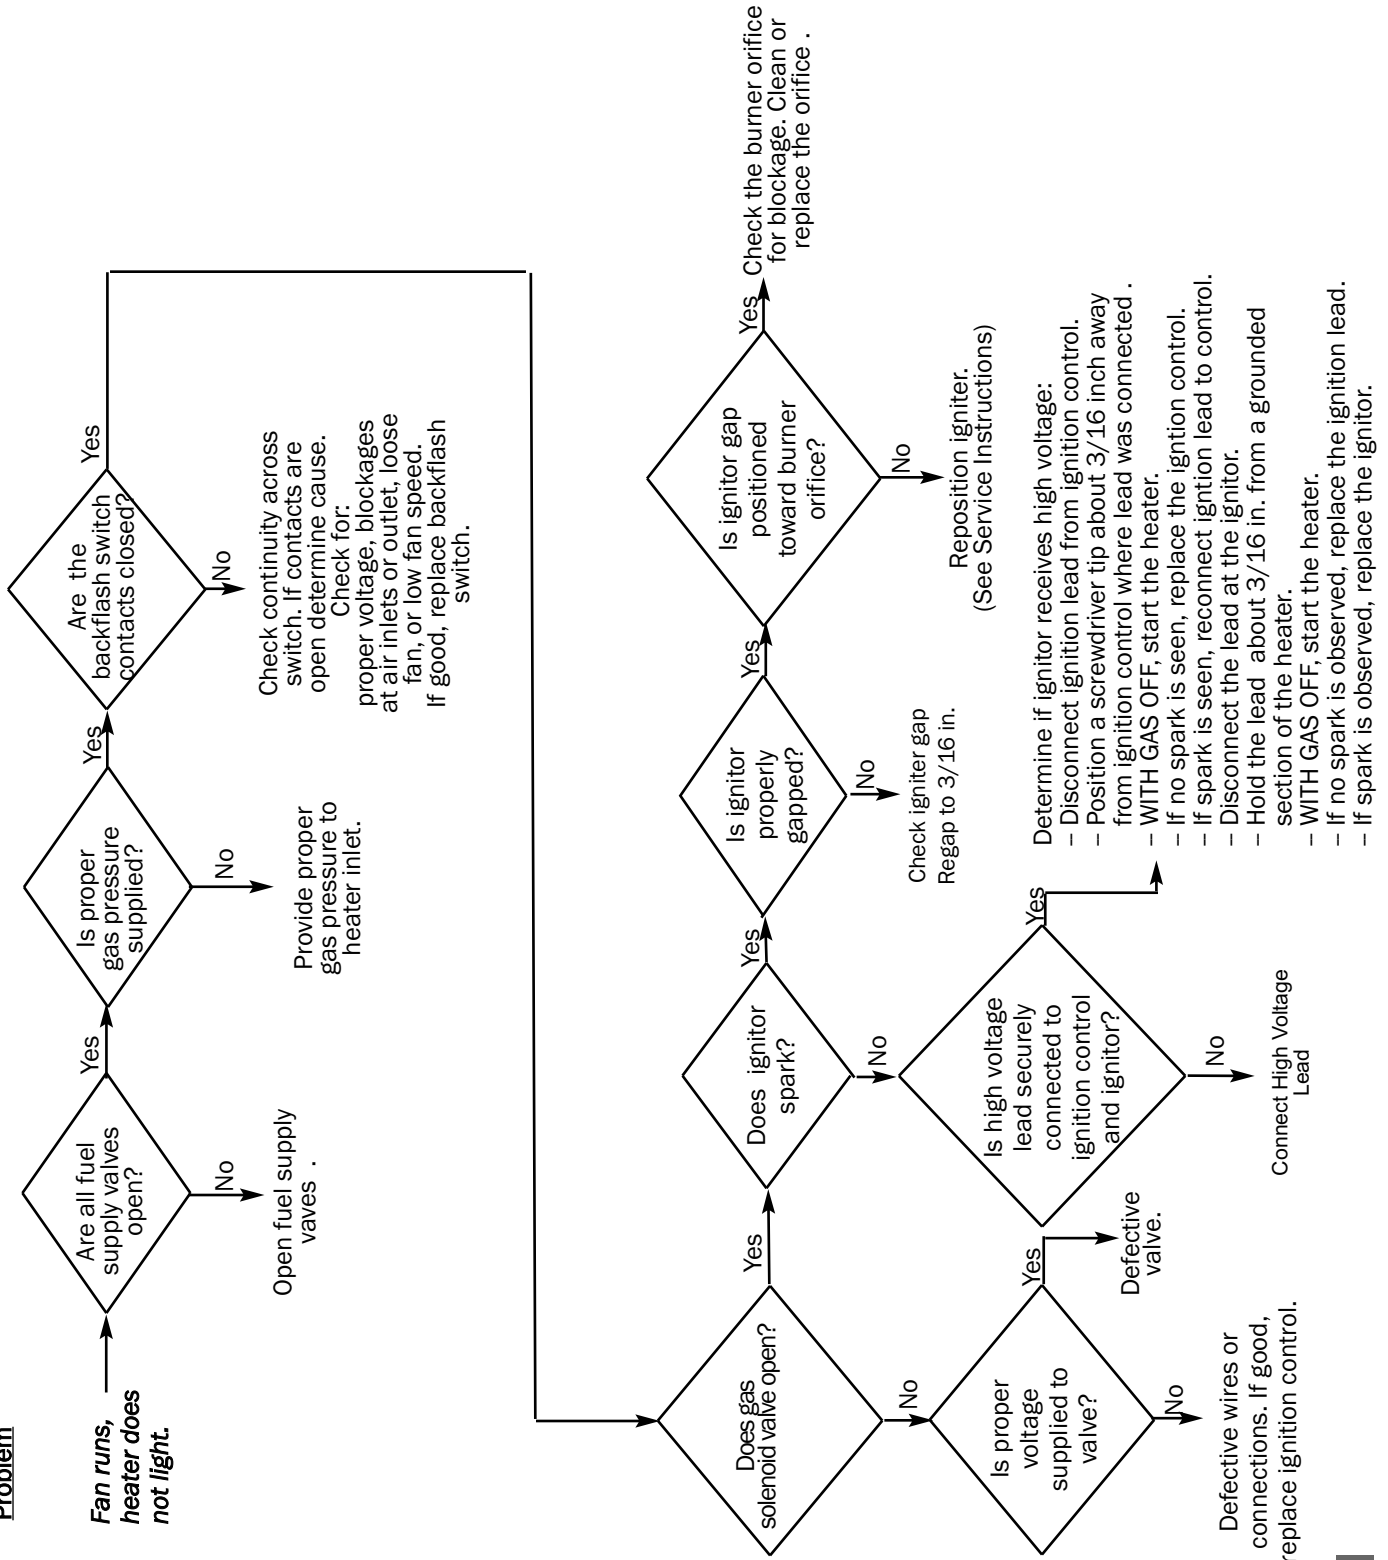 Problem
Fan runs,
heater does
not light.
Are all fuel
supply valves
open?
Yes
No
Open fuel supply
vaves .
Is proper
gas pressure
supplied?
Yes
No
Provide proper
gas pressure to
heater inlet.
Are the
backflash switch
contacts closed?
Yes
No
Check continuity across
switch. If contacts are
open determine cause.
Check for:
proper voltage, blockages
at air inlets or outlet, loose
fan, or low fan speed.
If good, replace backflash
switch.
Does gas
solenoid valve open?
Yes
No
Is proper
voltage
supplied to
valve?
Yes
Defective
valve.
No
Defective wires or
connections. If good,
replace ignition control.
Does ignitor
spark?
Yes
No
Is high voltage
lead securely
connected to
ignition control
and ignitor?
Yes
No
Connect High Voltage
Lead
Determine if ignitor receives high voltage:
– Disconnect ignition lead from ignition control.
– Position a screwdriver tip about 3/16 inch away
from ignition control where lead was connected .
– WITH GAS OFF, start the heater.
– If no spark is seen, replace the igntion control.
– If spark is seen, reconnect igntion lead to control.
– Disconnect the lead at the ignitor.
– Hold the lead about 3/16 in. from a grounded
section of the heater.
– WITH GAS OFF, start the heater.
– If no spark is observed, replace the ignition lead.
– If spark is observed, replace the ignitor.
Is ignitor
properly
gapped?
Yes
No
Check igniter gap
Regap to 3/16 in.
Is ignitor gap
positioned
toward burner
orifice?
Yes
No
Reposition igniter.
(See Service Instructions)
Check the burner orifice
for blockage. Clean or
replace the orifice .